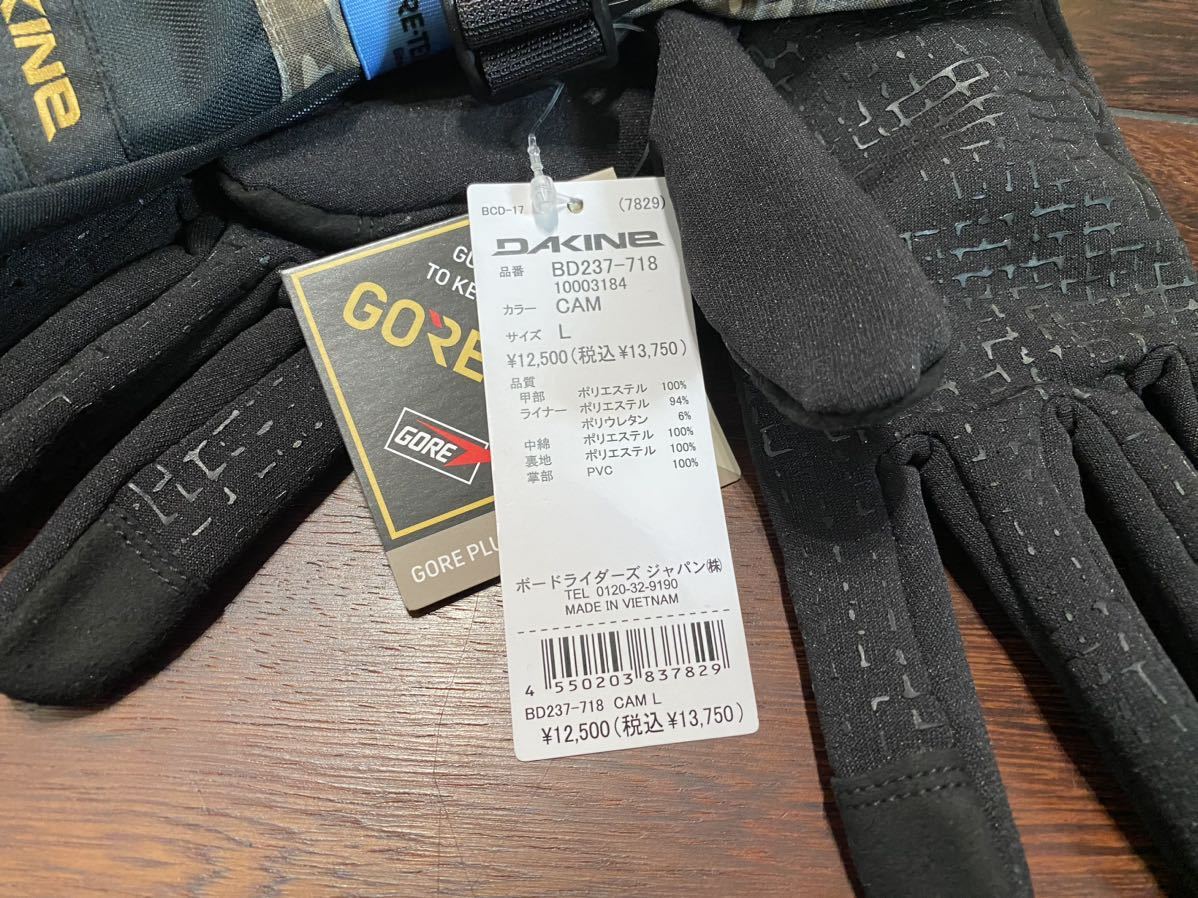 KINE
RE-TE
BCD-17 (7829)
DAKINE
品番 BD237-718
10003184
カラー CAM
サイズ L
¥12,500(税込¥13,750)
品質
甲部 ポリエステル 100%
ライナー ポリエステル 94%
ポリウレタン 6%
中綿 ポリエステル 100%
裏地 ポリエステル 100%
掌部 PVC 100%
ボードライダーズ ジャパン㈱
TEL 0120-32-9190
MADE IN VIETNAM
4 550203 837829
BD237-718 CAM L
¥12,500(税込¥13,750)
TO KE
GORE
GORE
GORE PLU